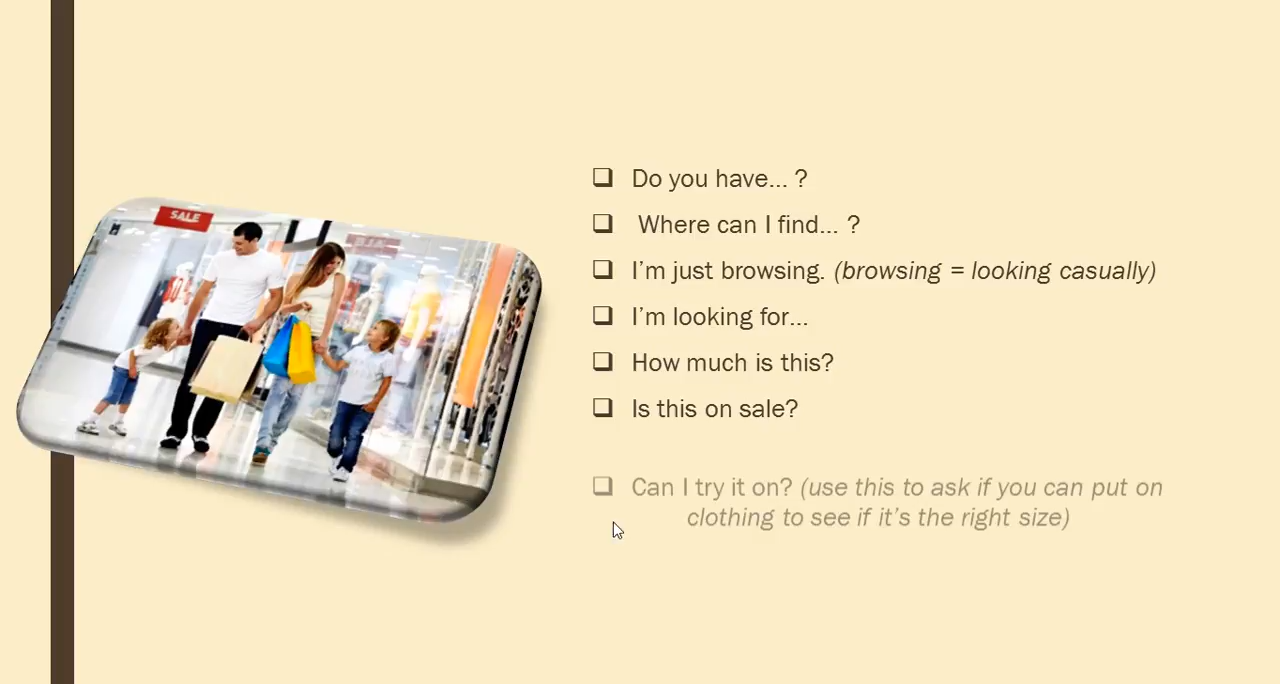 SALE
Do you have... ?
Where can I find... ?
I'm just browsing. (browsing = looking casually)
I'm looking for...
How much is this?
Is this on sale?
Can I try it on? (use this to ask if you can put on
clothing to see if it's the right size)